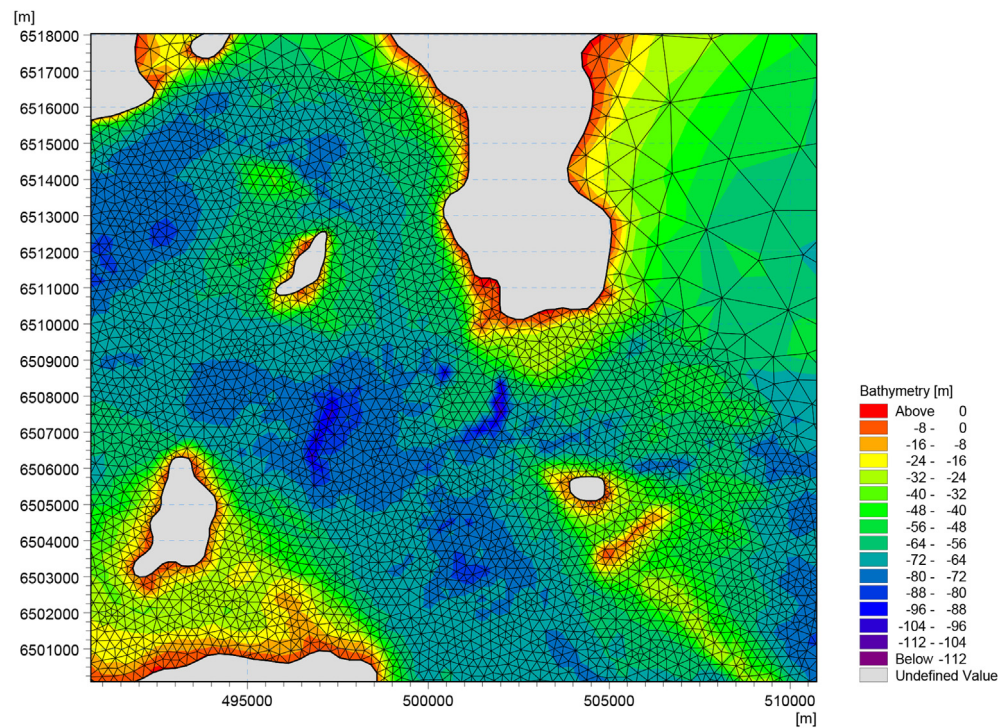 [m]
6518000
6517000
6516000
6515000
6514000
6513000
6512000
6511000
6510000
6509000
6508000
6507000
6506000
6505000
6504000
6503000
6502000
6501000
495000 500000 505000 510000
[m]
Bathymetry [m]
Above 0
-8 - 0
-16 - -8
-24 - -16
-32 - -24
-40 - -32
-48 - -40
-56 - -48
-64 - -56
-72 - -64
-80 - -72
-88 - -80
-96 - -88
-104 - -96
-112 - -104
Below -112
Undefined Value